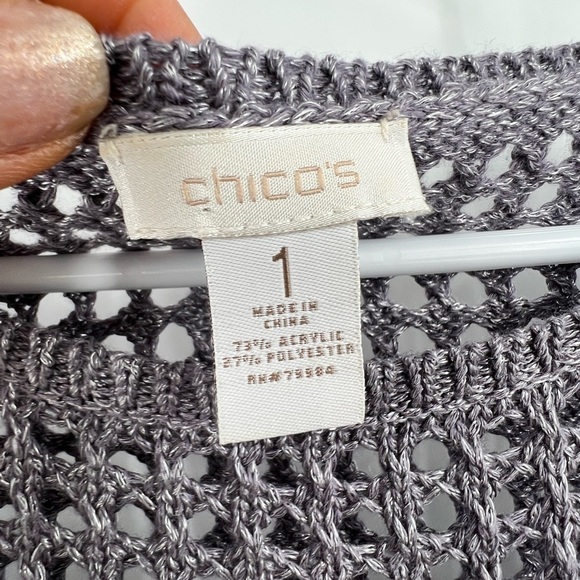 chico's
1
MADE IN
CHINA
73% ACRYLIC
27% POLYESTER
RN#79984